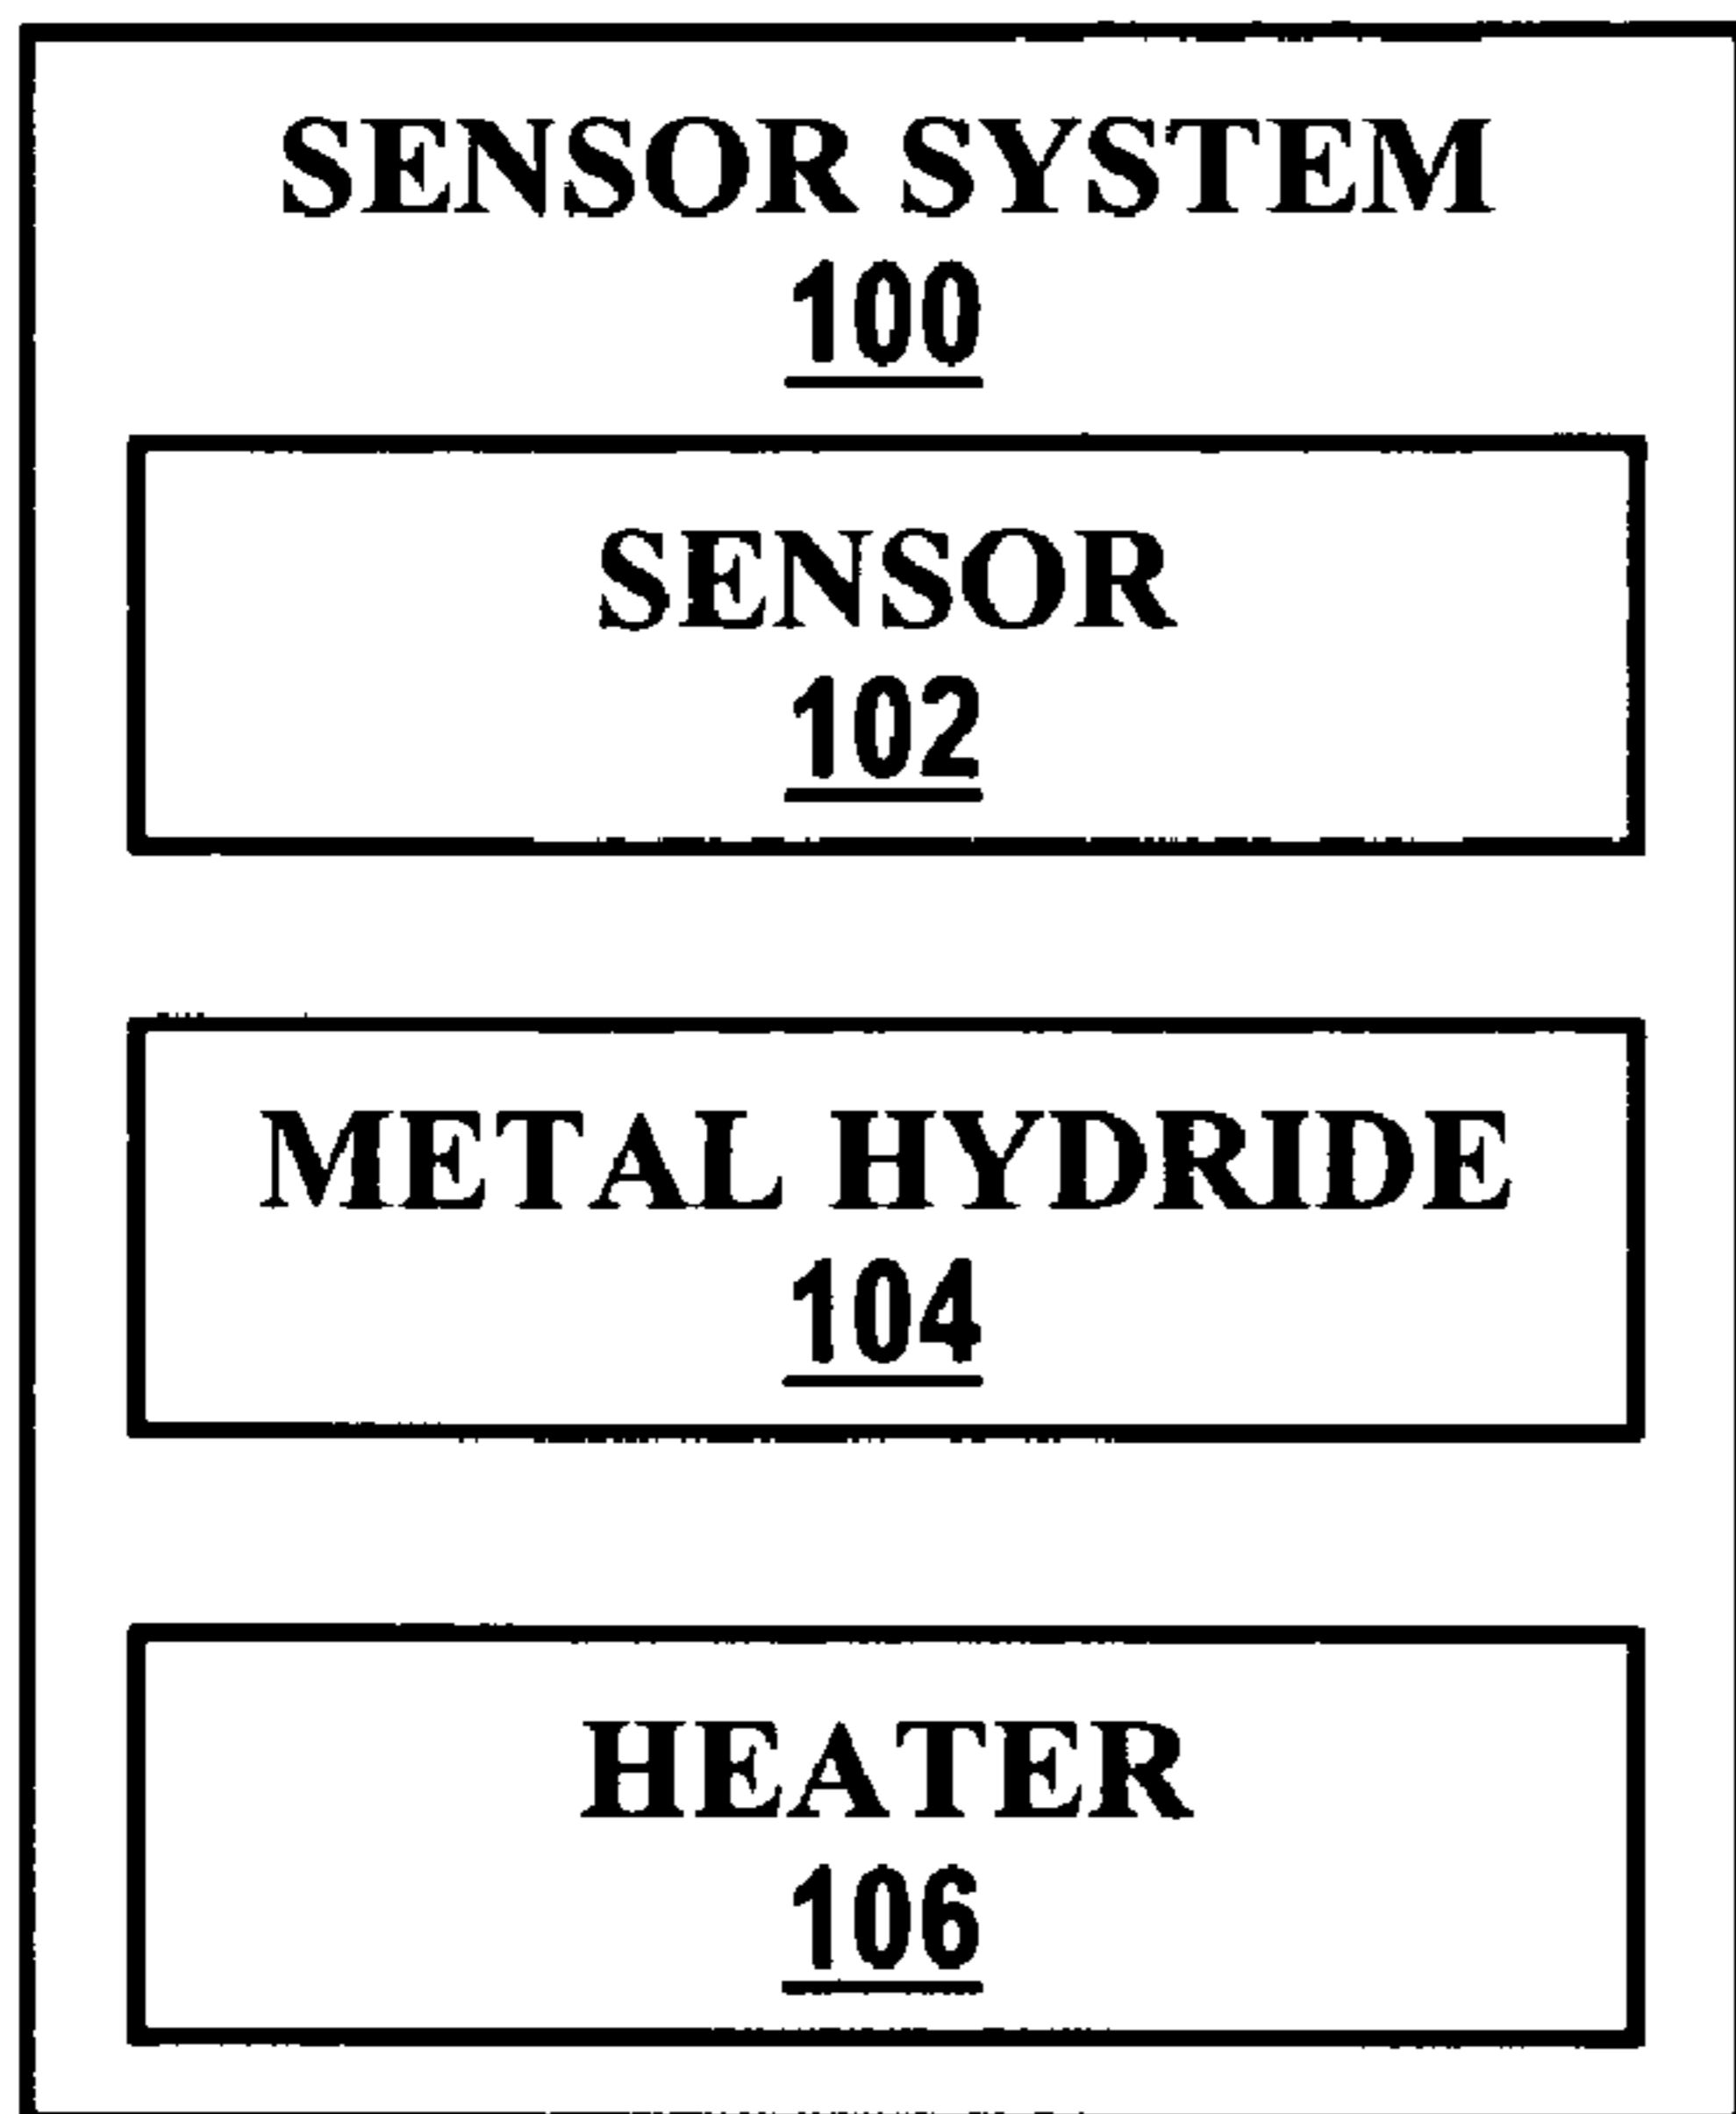 SENSOR SYSTEM
100
SENSOR
102
METAL HYDRIDE
104
HEATER
106